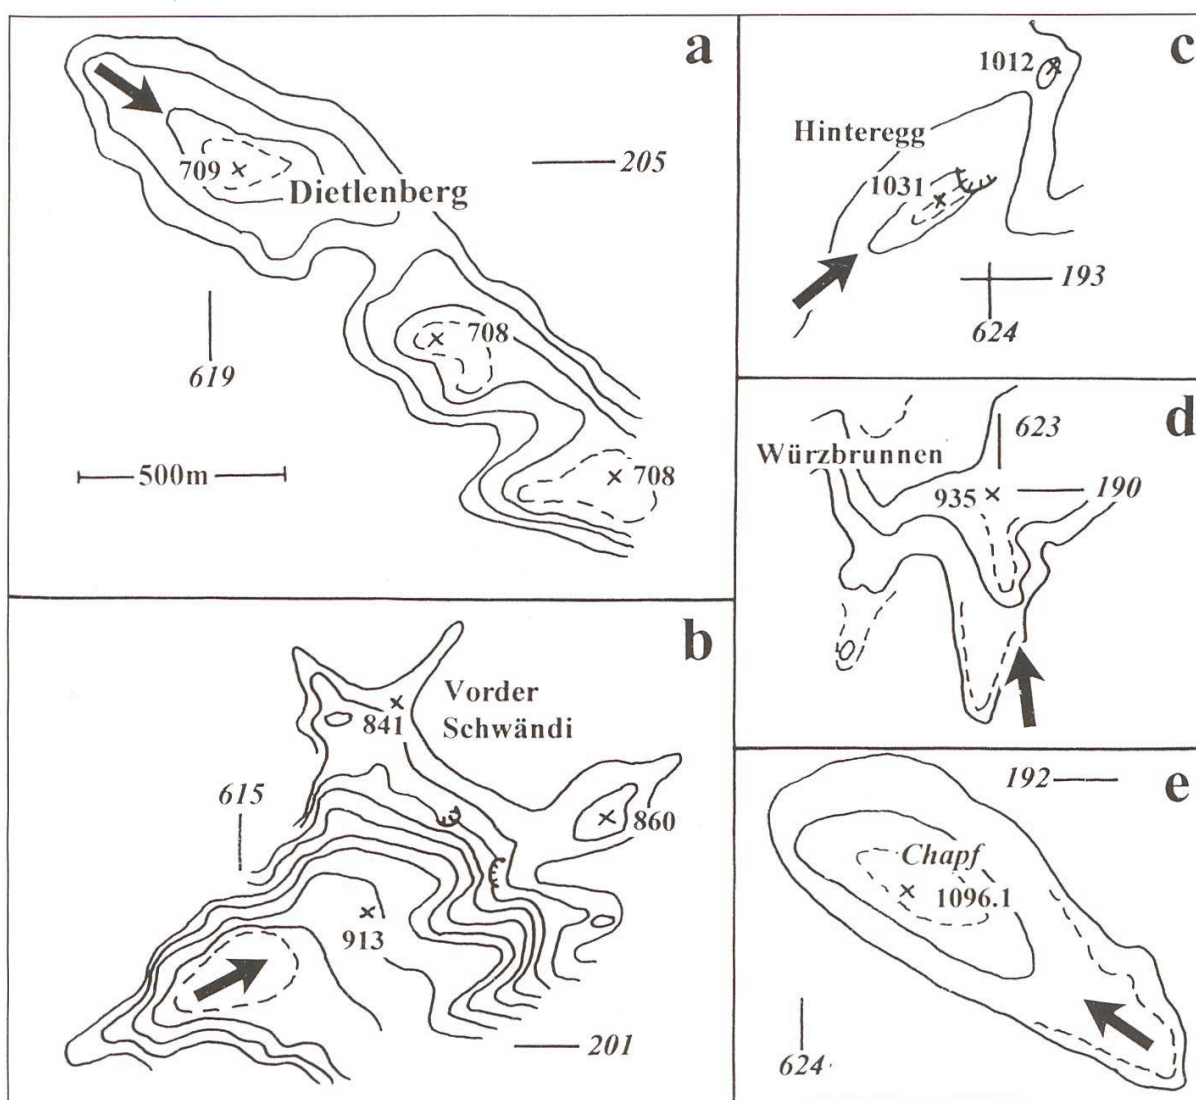 a
709
Dietlenberg
205
619
708
500m
708
b
Vorder
Schwändi
841
615
860
913
201
c
1012
Hinteregg
1031
193
624
d
623
Würzbrunnen
935
190
e
192
Chapf
1096.1
624